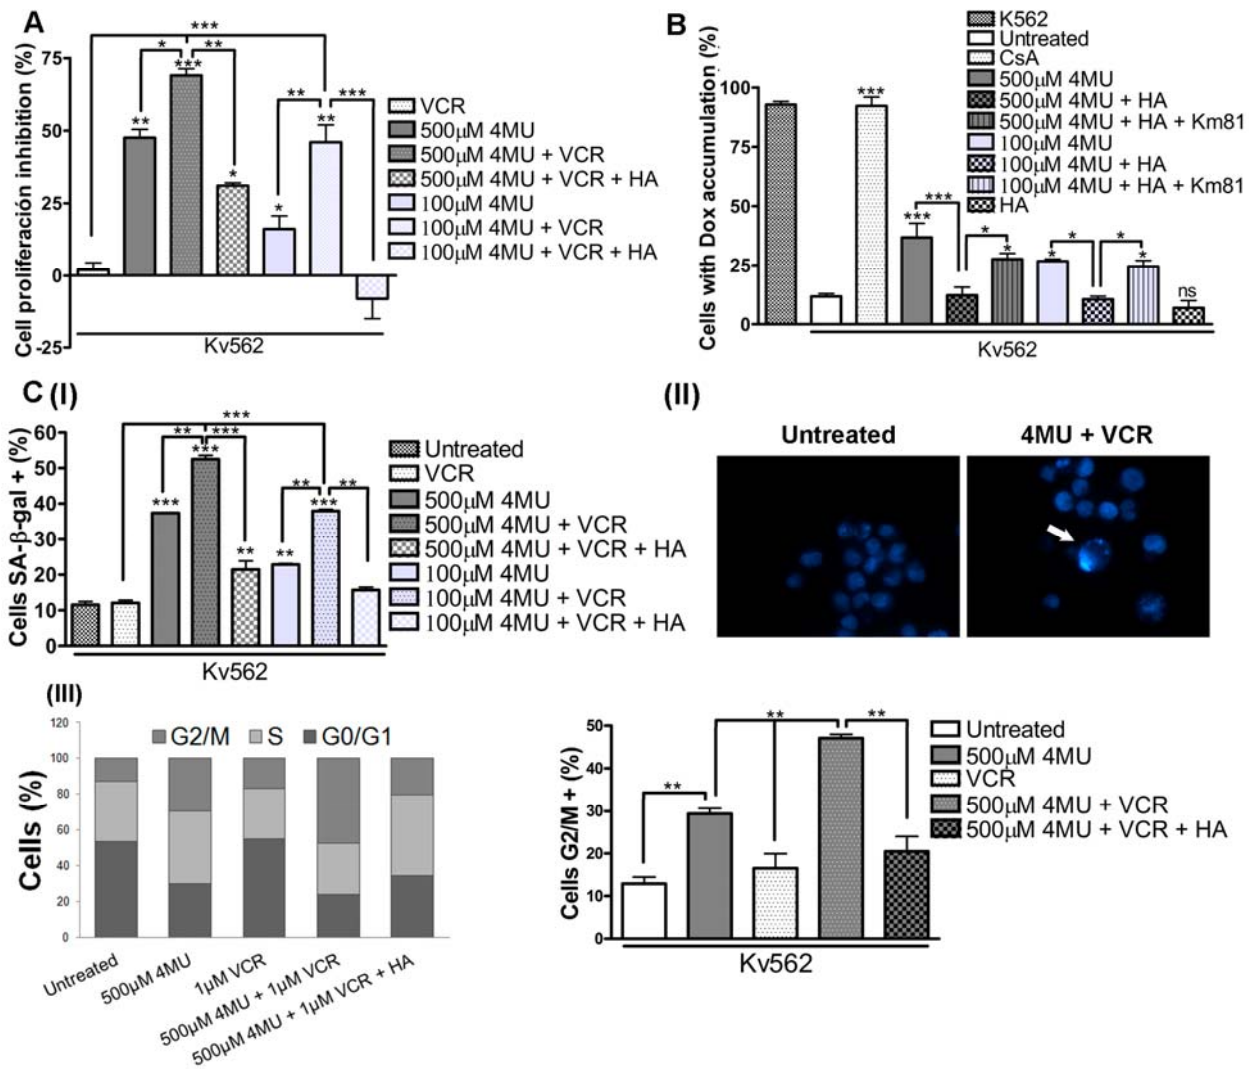 A
Cell proliferación inhibition (%)
75
50
25
0
-25
***
*
**
**
***
**
***
**
*
*
**
Kv562
VCR
500µM 4MU
500µM 4MU + VCR
500µM 4MU + VCR + HA
100µM 4MU
100µM 4MU + VCR
100µM 4MU + VCR + HA
B
Cells with Dox accumulation (%)
100
75
50
25
0
***
***
***
*
*
*
*
*
*
ns
Kv562
K562
Untreated
CsA
500µM 4MU
500µM 4MU + HA
500µM 4MU + HA + Km81
100µM 4MU
100µM 4MU + HA
100µM 4MU + HA + Km81
HA
C (I)
Cells SA-β-gal + (%)
60
50
40
30
20
10
0
***
**
***
***
***
**
**
**
**
***
Kv562
Untreated
VCR
500µM 4MU
500µM 4MU + VCR
500µM 4MU + VCR + HA
100µM 4MU
100µM 4MU + VCR
100µM 4MU + VCR + HA
(II)
Untreated
4MU + VCR
(III)
Cells (%)
120
100
80
60
40
20
0
G2/M
S
G0/G1
Untreated
500µM 4MU
1µM VCR
500µM 4MU + 1µM VCR
500µM 4MU + 1µM VCR + HA
Cells G2/M + (%)
50
40
30
20
10
0
**
**
**
Kv562
Untreated
500µM 4MU
VCR
500µM 4MU + VCR
500µM 4MU + VCR + HA